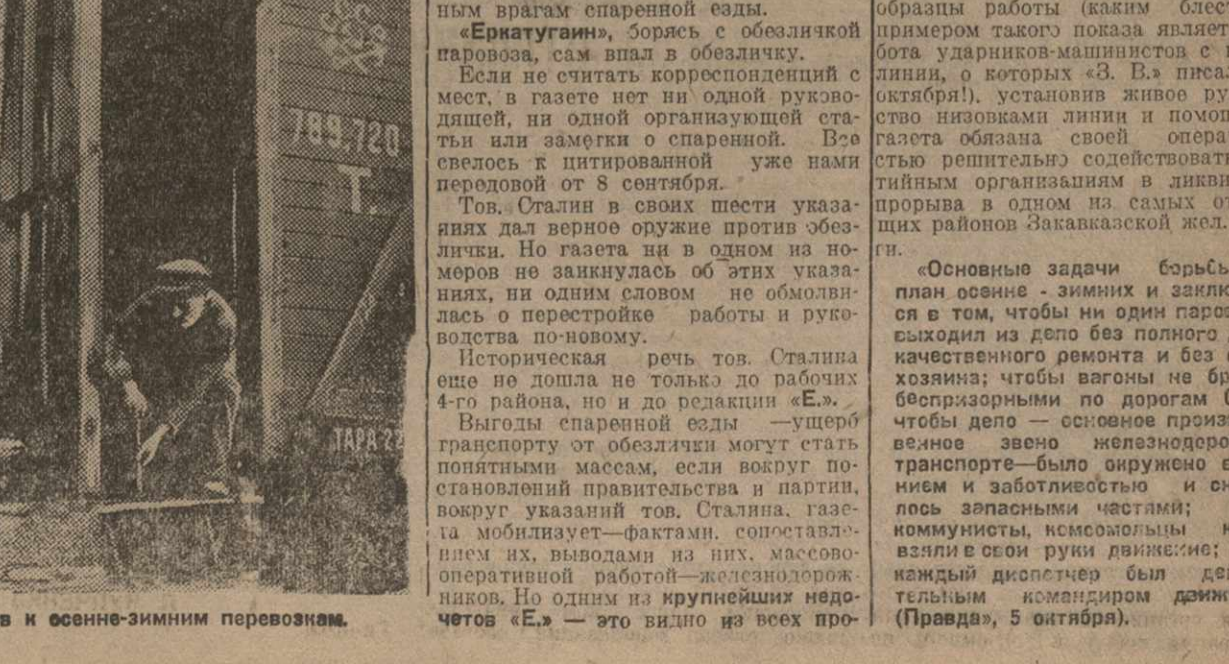 789.720
Т.
ТАРА 22
в к осенне-зимним перевозкам.
ным врагам спаренной езды.
«Еркатугаин», борясь с обезличкой
паровоза, сам впал в обезличку.
Если не считать корреспонденций с
мест, в газете нет ни одной руково-
дящей, ни одной организующей ста-
тьи или заметки о спаренной. Все
свелось к цитированной уже нами
передовой от 8 сентября.
Тов. Сталин в своих шести указа-
ниях дал верное оружие против обез-
лички. Но газета ни в одном из но-
меров не заикнулась об этих указа-
ниях, ни одним словом не обмолви-
лась о перестройке работы и руко-
водства по-новому.
Историческая речь тов. Сталина
еще не дошла не только до рабочих
4-го района, но и до редакции «Е.».
Выгоды спаренной езды —ущерб
транспорту от обезлички могут стать
понятными массам, если вокруг по-
становлений правительства и партии,
вокруг указаний тов. Сталина, газе-
та мобилизует—фактами, сопоставле-
нием их, выводами из них, массово-
оперативной работой—железнодорож-
ников. Но одним из крупнейших недо-
четов «Е.» — это видно из всех про-
образцы работы (каким блест
примером такого показа являет
бота ударников-машинистов с
линии, о которых «З. В.» писа
октября!), установив живое ру
ство низовками линии и помощ
газета обязана своей опера
стью решительно содействоват
тийным организациям в ликви
прорыва в одном из самых от
щих районов Закавказской жел.
ги.
«Основные задачи борьбы
план осенне - зимних и заклю
ся в том, чтобы ни один паров
выходил из депо без полного
качественного ремонта и без
хозяина; чтобы вагоны не бр
беспризорными по дорогам
чтобы депо — основное произ
венное звено железнодоро
транспорте—было окружено в
нием и заботливостью и сн
лось запасными частями;
коммунисты, комсомольцы
взяли в свои руки движение;
каждый диспетчер был де
тельным командиром движ
(Правда», 5 октября).